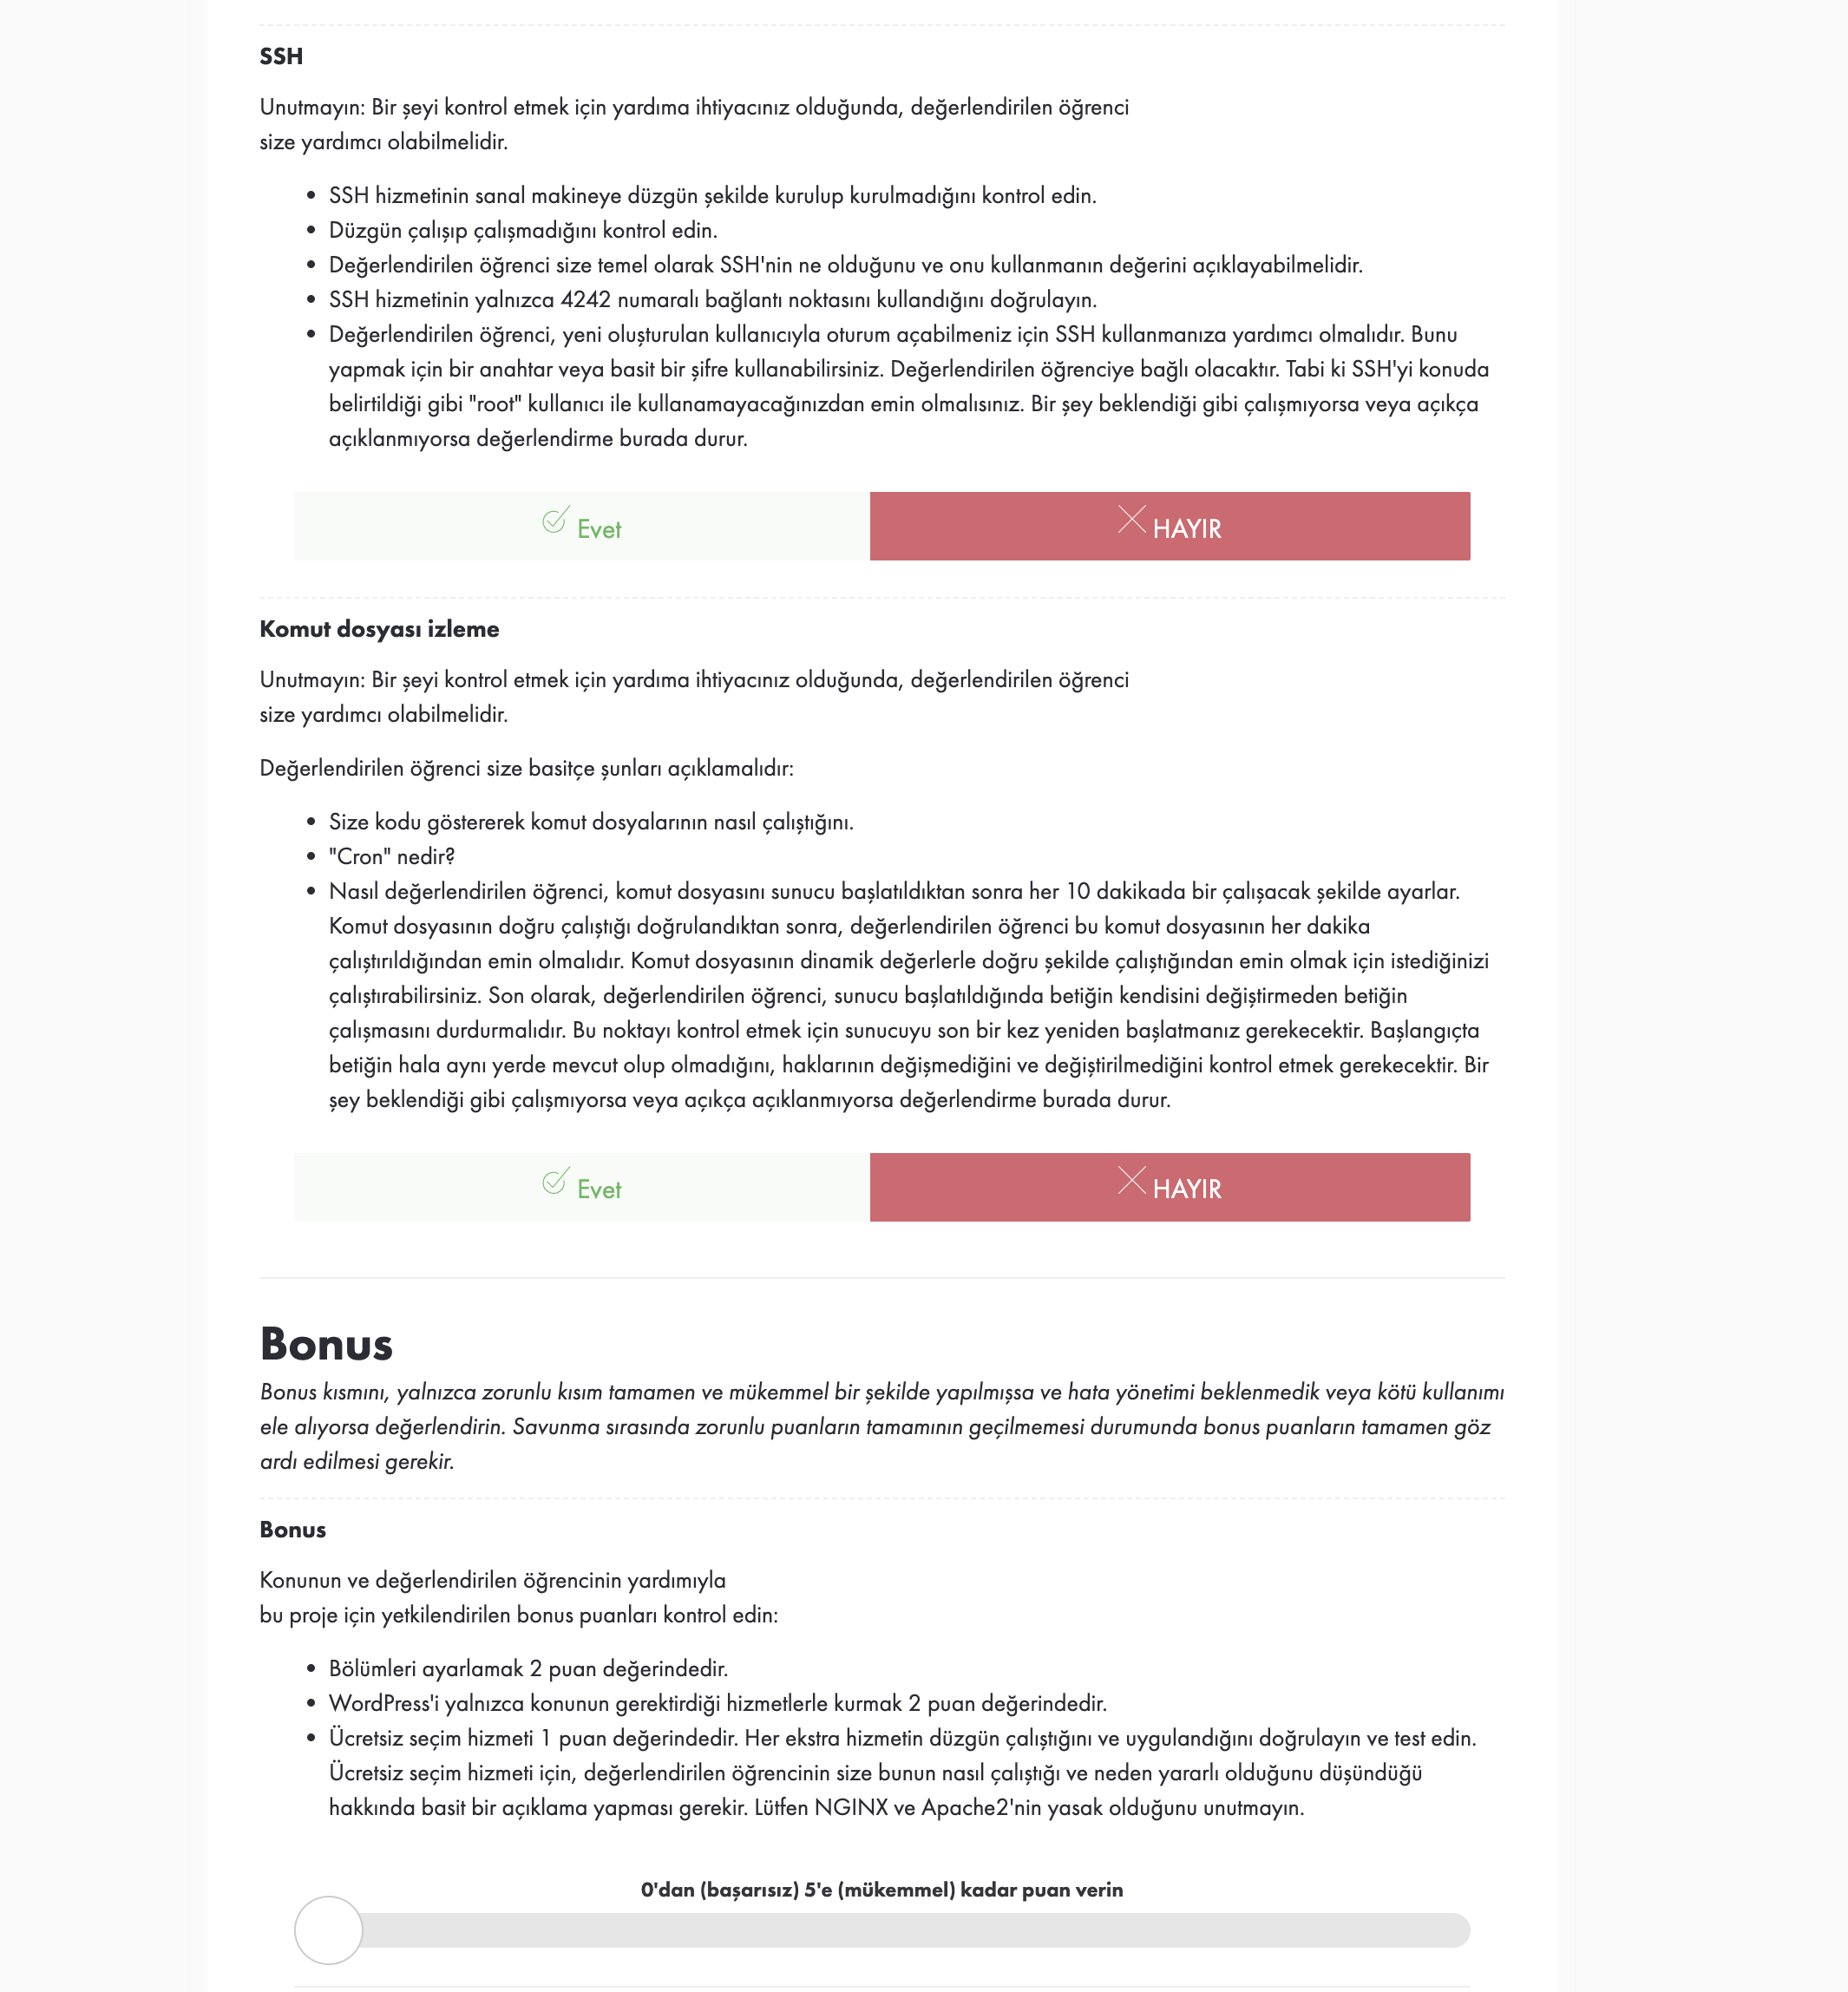 SSH
Unutmayın: Bir şeyi kontrol etmek için yardıma ihtiyacınız olduğunda, değerlendirilen öğrenci
size yardımcı olabilmelidir.
SSH hizmetinin sanal makineye düzgün şekilde kurulup kurulmadığını kontrol edin.
Düzgün çalışıp çalışmadığını kontrol edin.
Değerlendirilen öğrenci size temel olarak SSH'nin ne olduğunu ve onu kullanmanın değerini açıklayabilmelidir.
SSH hizmetinin yalnızca 4242 numaralı bağlantı noktasını kullandığını doğrulayın.
Değerlendirilen öğrenci, yeni oluşturulan kullanıcıyla oturum açabilmeniz için SSH kullanmanıza yardımcı olmalıdır. Bunu
yapmak için bir anahtar veya basit bir şifre kullanabilirsiniz. Değerlendirilen öğrenciye bağlı olacaktır. Tabi ki SSH'yi konuda
belirtildiği gibi "root" kullanıcı ile kullanamayacağınızdan emin olmalısınız. Bir şey beklendiği gibi çalışmıyorsa veya açıkça
açıklanmıyorsa değerlendirme burada durur.
Evet HAYIR
Komut dosyası izleme
Unutmayın: Bir şeyi kontrol etmek için yardıma ihtiyacınız olduğunda, değerlendirilen öğrenci
size yardımcı olabilmelidir.
Değerlendirilen öğrenci size basitçe şunları açıklamalıdır:
Size kodu göstererek komut dosyalarının nasıl çalıştığını.
"Cron" nedir?
Nasıl değerlendirilen öğrenci, komut dosyasını sunucu başlatıldıktan sonra her 10 dakikada bir çalışacak şekilde ayarlar.
Komut dosyasının doğru çalıştığı doğrulandıktan sonra, değerlendirilen öğrenci bu komut dosyasının her dakika
çalıştırıldığından emin olmalıdır. Komut dosyasının dinamik değerlerle doğru şekilde çalıştığından emin olmak için istediğinizi
çalıştırabilirsiniz. Son olarak, değerlendirilen öğrenci, sunucu başlatıldığında betiğin kendisini değiştirmeden betiğin
çalışmasını durdurmalıdır. Bu noktayı kontrol etmek için sunucuyu son bir kez yeniden başlatmanız gerekecektir. Başlangıçta
betiğin hala aynı yerde mevcut olup olmadığını, haklarının değişmediğini ve değiştirilmediğini kontrol etmek gerekecektir. Bir
şey beklendiği gibi çalışmıyorsa veya açıkça açıklanmıyorsa değerlendirme burada durur.
Evet HAYIR
Bonus
Bonus kısmını, yalnızca zorunlu kısım tamamen ve mükemmel bir şekilde yapılmışsa ve hata yönetimi beklenmedik veya kötü kullanımı
ele alıyorsa değerlendirin. Savunma sırasında zorunlu puanların tamamının geçilmemesi durumunda bonus puanların tamamen göz
ardı edilmesi gerekir.
Bonus
Konunun ve değerlendirilen öğrencinin yardımıyla
bu proje için yetkilendirilen bonus puanları kontrol edin:
Bölümleri ayarlamak 2 puan değerindedir.
WordPress'i yalnızca konunun gerektirdiği hizmetlerle kurmak 2 puan değerindedir.
Ücretsiz seçim hizmeti 1 puan değerindedir. Her ekstra hizmetin düzgün çalıştığını ve uygulandığını doğrulayın ve test edin.
Ücretsiz seçim hizmeti için, değerlendirilen öğrencinin size bunun nasıl çalıştığı ve neden yararlı olduğunu düşündüğü
hakkında basit bir açıklama yapması gerekir. Lütfen NGINX ve Apache2'nin yasak olduğunu unutmayın.
0'dan (başarısız) 5'e (mükemmel) kadar puan verin